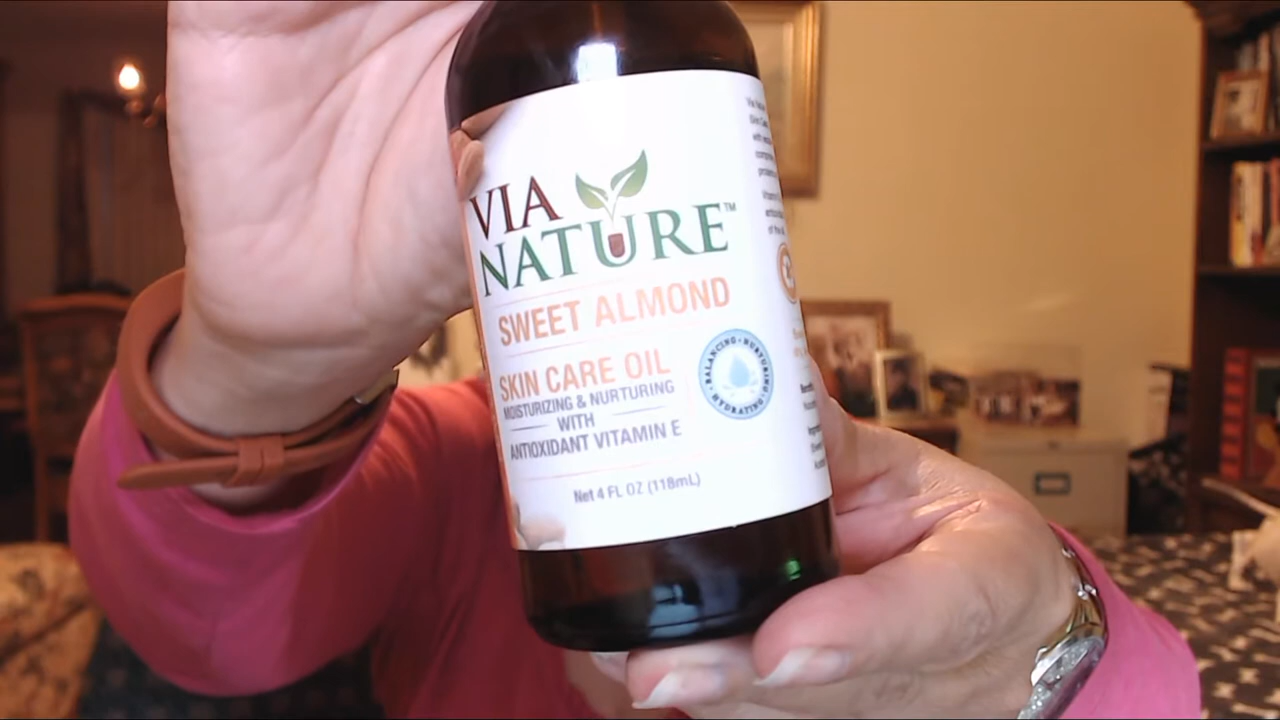 VIA
NATURE™
SWEET ALMOND
SKIN CARE OIL
MOISTURIZING & NURTURING
WITH
ANTIOXIDANT VITAMIN E
BALANCING • NURTURING • HYDRATING •
Net 4 FL OZ (118mL)